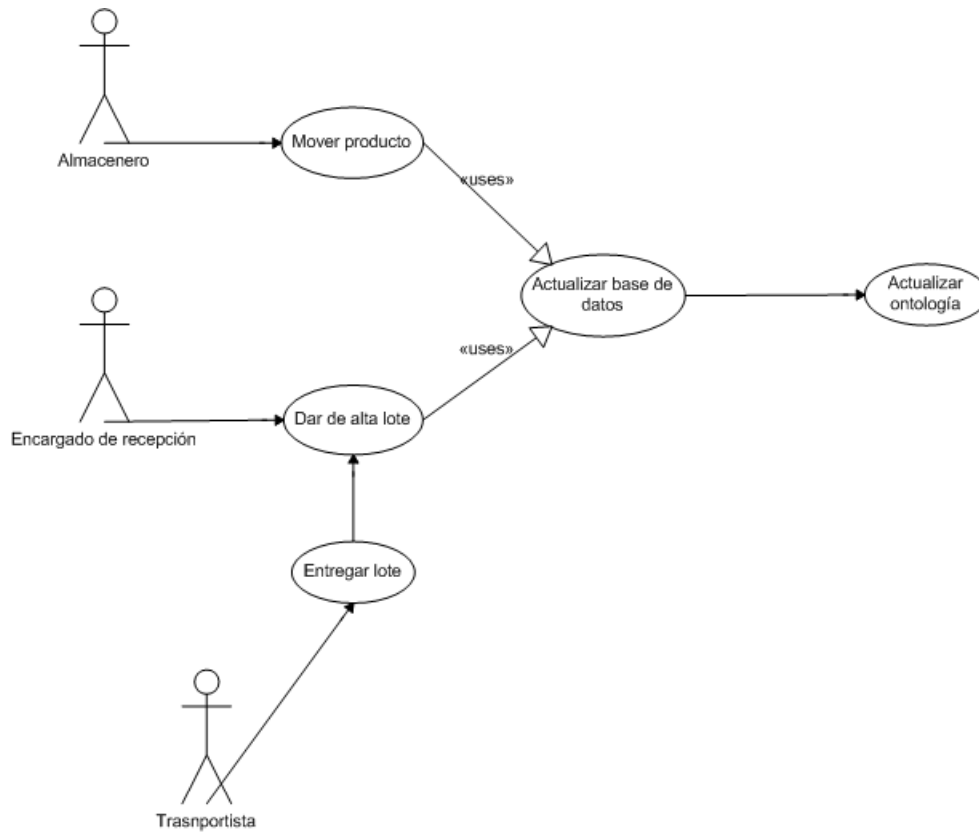 Mover producto
Almacenero
«uses»
Actualizar base de
datos
Actualizar
ontología
«uses»
Dar de alta lote
Encargado de recepción
Entregar lote
Trasnportista